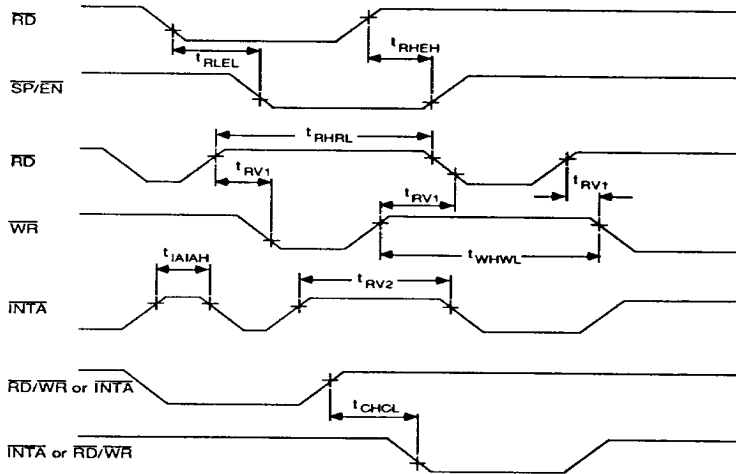 RD
tRLEL
tRHEH
SP/EN
tRHRL
RD
tRV1
tRV1
tRV1
WR
tIAIAH
tWHWL
INTA
tRV2
RD/WR or INTA
tCHCL
INTA or RD/WR